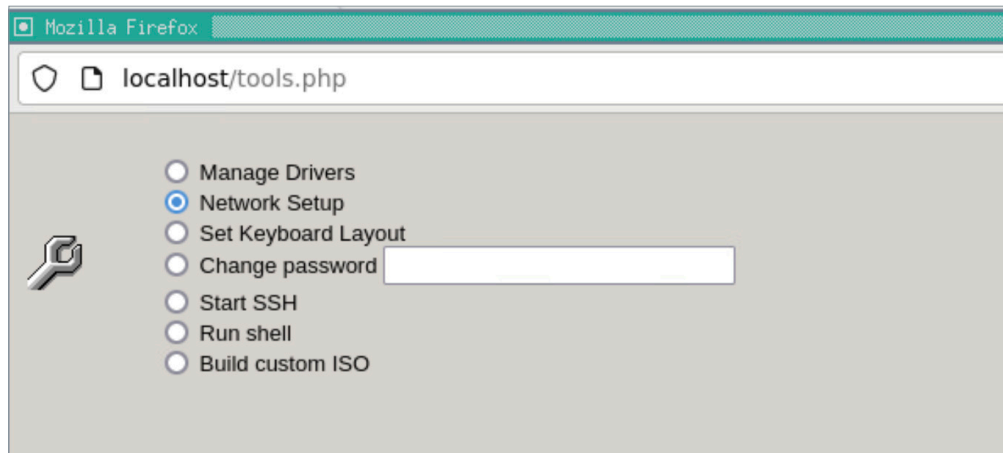 Mozilla Firefox
localhost/tools.php
Manage Drivers
Network Setup
Set Keyboard Layout
Change password
Start SSH
Run shell
Build custom ISO